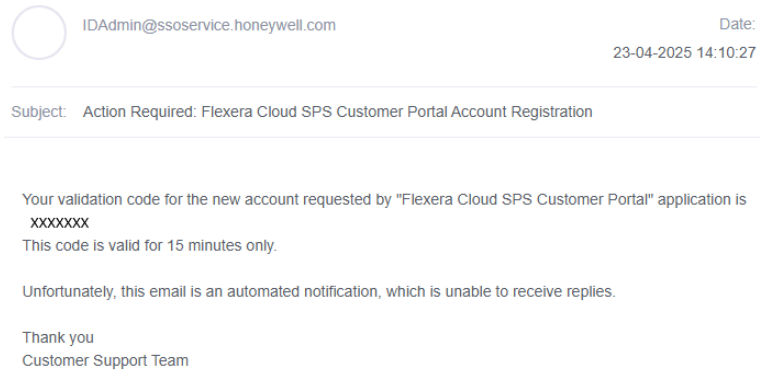 IDAdmin@ssoservice.honeywell.com
Date:
23-04-2025 14:10:27
Subject: Action Required: Flexera Cloud SPS Customer Portal Account Registration
Your validation code for the new account requested by "Flexera Cloud SPS Customer Portal" application is
XXXXXXX
This code is valid for 15 minutes only.
Unfortunately, this email is an automated notification, which is unable to receive replies.
Thank you
Customer Support Team